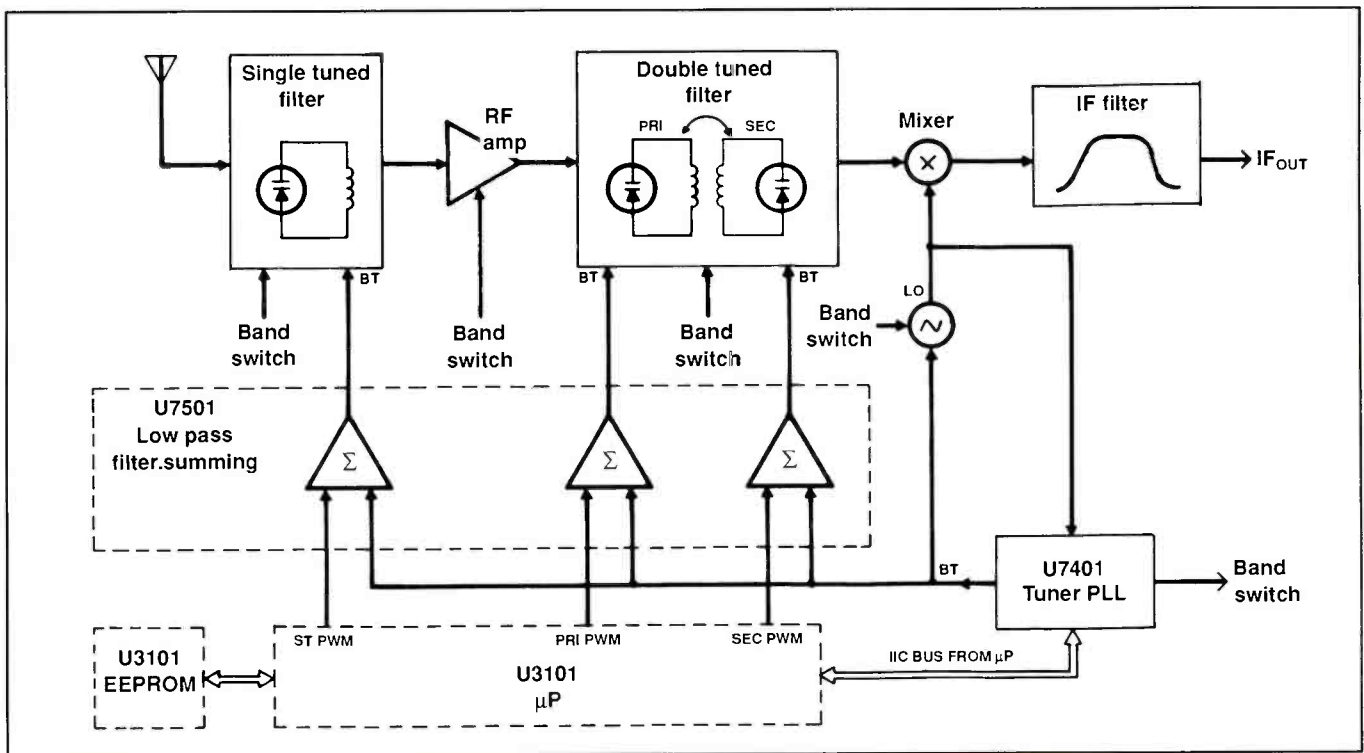 Single tuned
filter
BT
Band
switch
RF
amp
Band
switch
Double tuned
filter
PRI
SEC
BT
BT
Band
switch
Mixer
×
LO
Band
switch
IF filter
IFOUT
U7501
Low pass
filter.summing
Σ
Σ
Σ
BT
U7401
Tuner PLL
Band
switch
ST PWM
PRI PWM
SEC PWM
IIC BUS FROM µP
U3101
EEPROM
U3101
µP